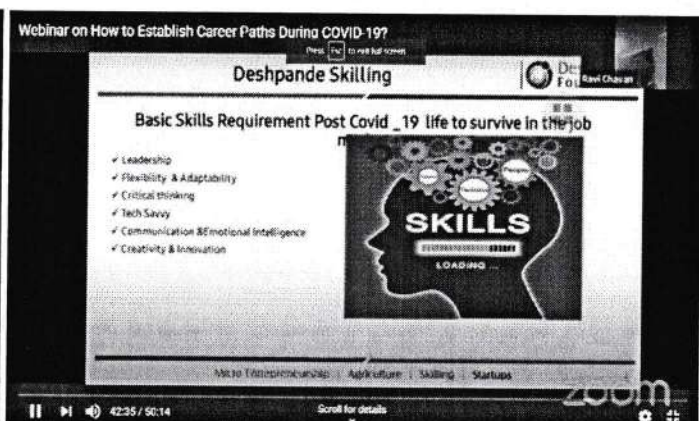 Webinar on How to Establish Career Paths During COVID-19?
Press Esc to exit full screen
Deshpande Skilling
De
Fou
Ravi Chavan
Basic Skills Requirement Post Covid _19 life to survive in the job
m
✓ Leadership
✓ Flexibility & Adaptability
✓ Critical thinking
✓ Tech Savvy
✓ Communication &Emotional Intelligence
✓ Creativity & Innovation
SKILLS
LOADING ...
Micro Entrepreneurship | Agriculture | Skilling | Startups
zoom
42:35 / 50:14
Scroll for details